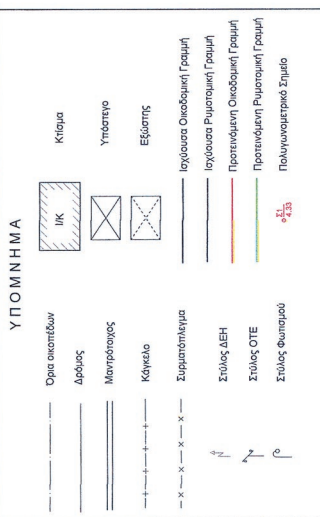 ΥΠΟΜΝΗΜΑ
Όρια οικοπέδων
Δρόμος
Μαντρότοιχος
Κάγκελο
Συρματόπλεγμα
Στύλος ΔΕΗ
Στύλος ΟΤΕ
Στύλος Φωτισμού
Ι/Κ
Κτίσμα
Υπόστεγο
Εξώστης
Ισχύουσα Οικοδομική Γραμμή
Ισχύουσα Ρυμοτομική Γραμμή
Προτεινόμενη Οικοδομική Γραμμή
Προτεινόμενη Ρυμοτομική Γραμμή
Σ1
4.33
Πολυγωνομετρικό Σημείο